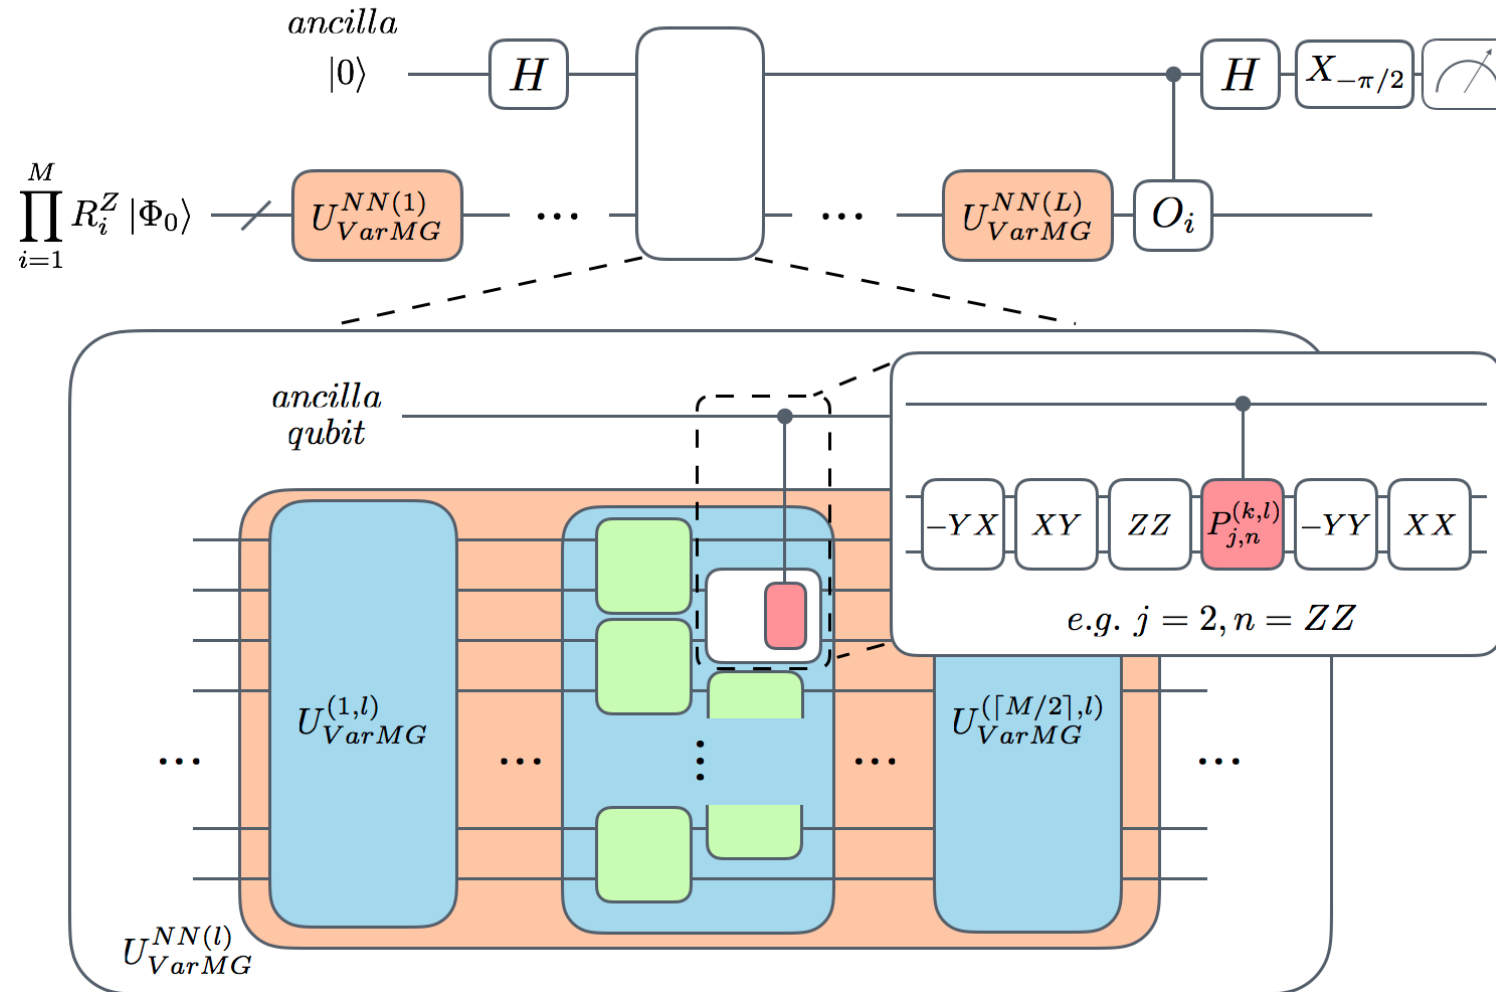 ancilla
|0⟩ H H X_{−π/2}
∏_{i=1}^{M} R_i^Z |Φ_0⟩ U_{VarMG}^{NN(1)} ··· ··· U_{VarMG}^{NN(L)} O_i
ancilla
qubit
−YX XY ZZ P_{j,n}^{(k,l)} −YY XX
e.g. j = 2, n = ZZ
U_{VarMG}^{(1,l)} U_{VarMG}^{(⌈M/2⌉,l)}
··· ··· ⋮ ··· ···
U_{VarMG}^{NN(l)}